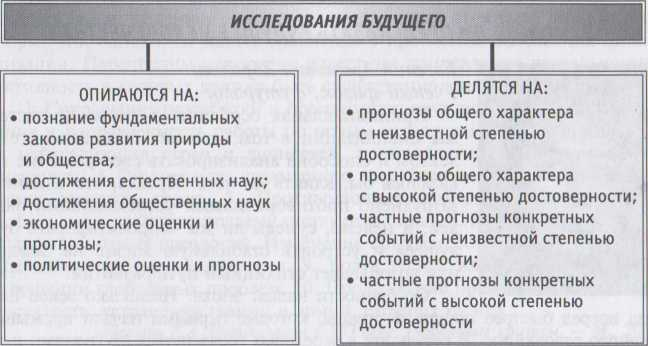 ИССЛЕДОВАНИЯ БУДУЩЕГО
ОПИРАЮТСЯ НА:
• познание фундаментальных
законов развития природы
и общества;
• достижения естественных наук;
• достижения общественных наук
• экономические оценки и
прогнозы;
• политические оценки и прогнозы
ДЕЛЯТСЯ НА:
• прогнозы общего характера
с неизвестной степенью
достоверности;
• прогнозы общего характера
с высокой степенью достоверности;
• частные прогнозы конкретных
событий с неизвестной степенью
достоверности;
• частные прогнозы конкретных
событий с высокой степенью
достоверности